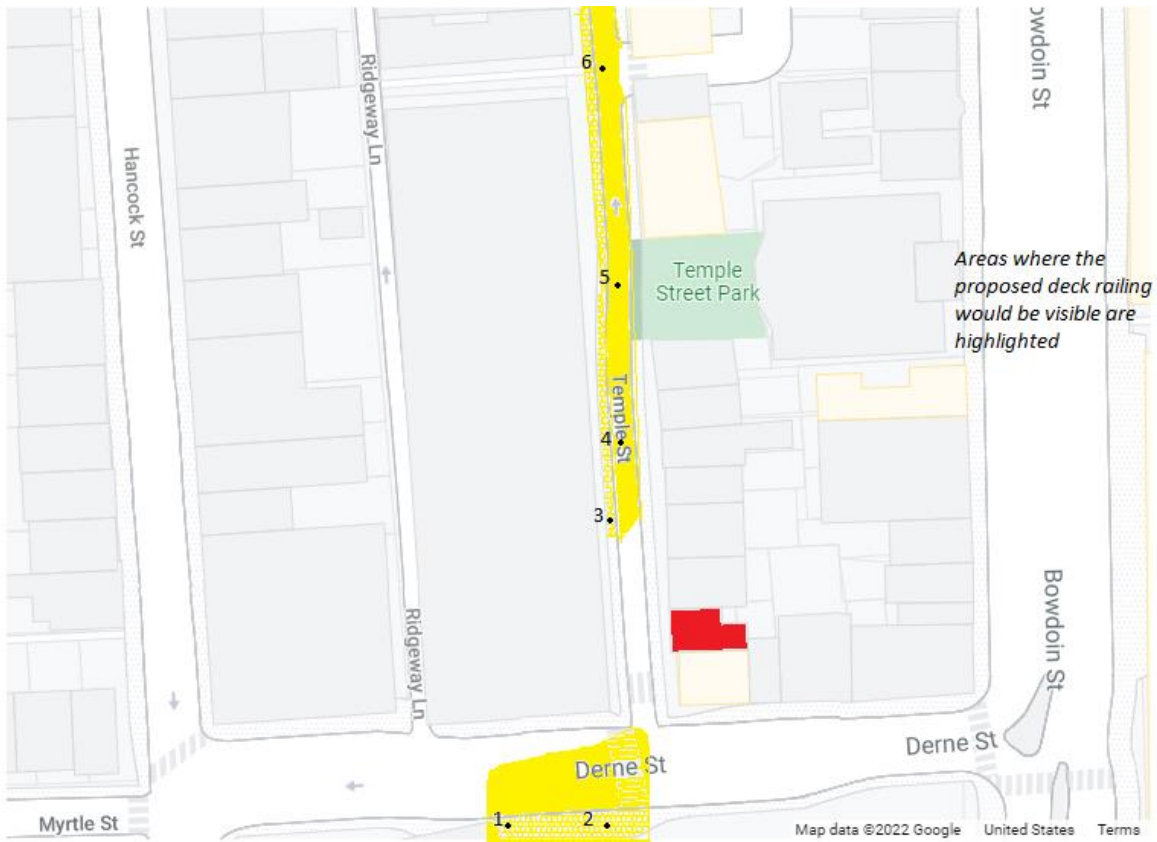 Bowdoin St
6
Ridgeway Ln
Hancock St
Temple
Street Park
5
Areas where the
proposed deck railing
would be visible are
highlighted
Temple St
4
3
Ridgeway Ln
Bowdoin St
Derne St
Derne St
1
2
Myrtle St
Map data ©2022 Google United States Terms